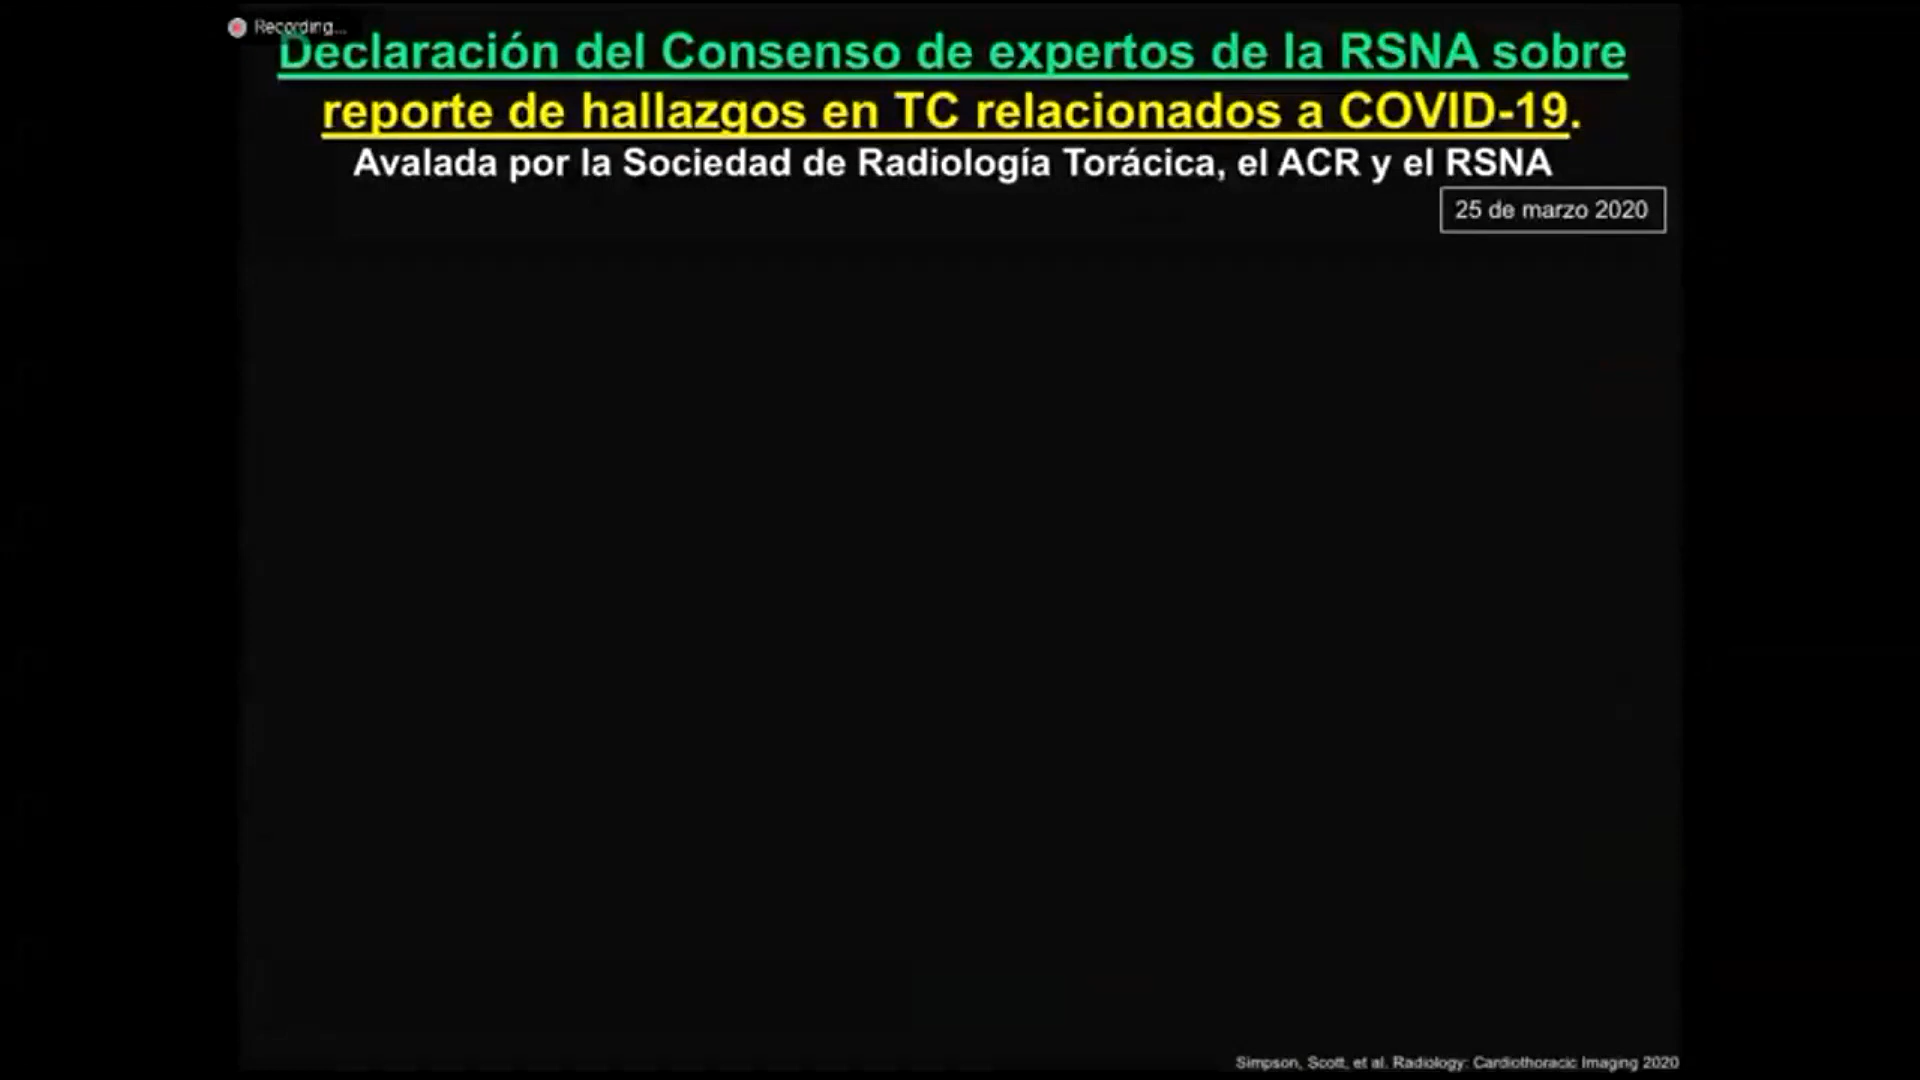 Recording...
Declaración del Consenso de expertos de la RSNA sobre
reporte de hallazgos en TC relacionados a COVID-19.
Avalada por la Sociedad de Radiología Torácica, el ACR y el RSNA
25 de marzo 2020
Simpson, Scott, et al. Radiology: Cardiothoracic Imaging 2020